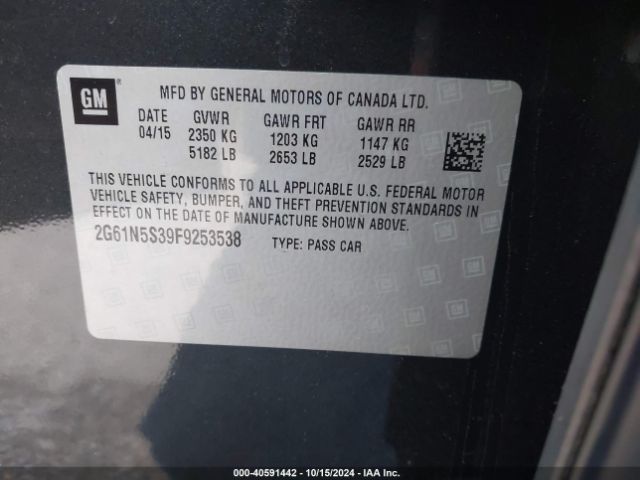 GM®
MFD BY GENERAL MOTORS OF CANADA LTD.
DATE GVWR GAWR FRT GAWR RR
04/15 2350 KG 1203 KG 1147 KG
5182 LB 2653 LB 2529 LB
THIS VEHICLE CONFORMS TO ALL APPLICABLE U.S. FEDERAL MOTOR
VEHICLE SAFETY, BUMPER, AND THEFT PREVENTION STANDARDS IN
EFFECT ON THE DATE OF MANUFACTURE SHOWN ABOVE.
2G61N5S39F9253538 TYPE: PASS CAR
000-40591442 - 10/15/2024 - IAA Inc.